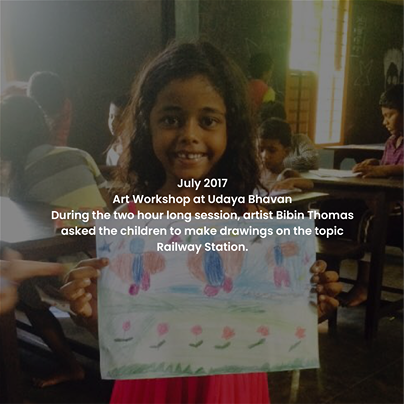 July 2017
Art Workshop at Udaya Bhavan
During the two hour long session, artist Bibin Thomas
asked the children to make drawings on the topic
Railway Station.